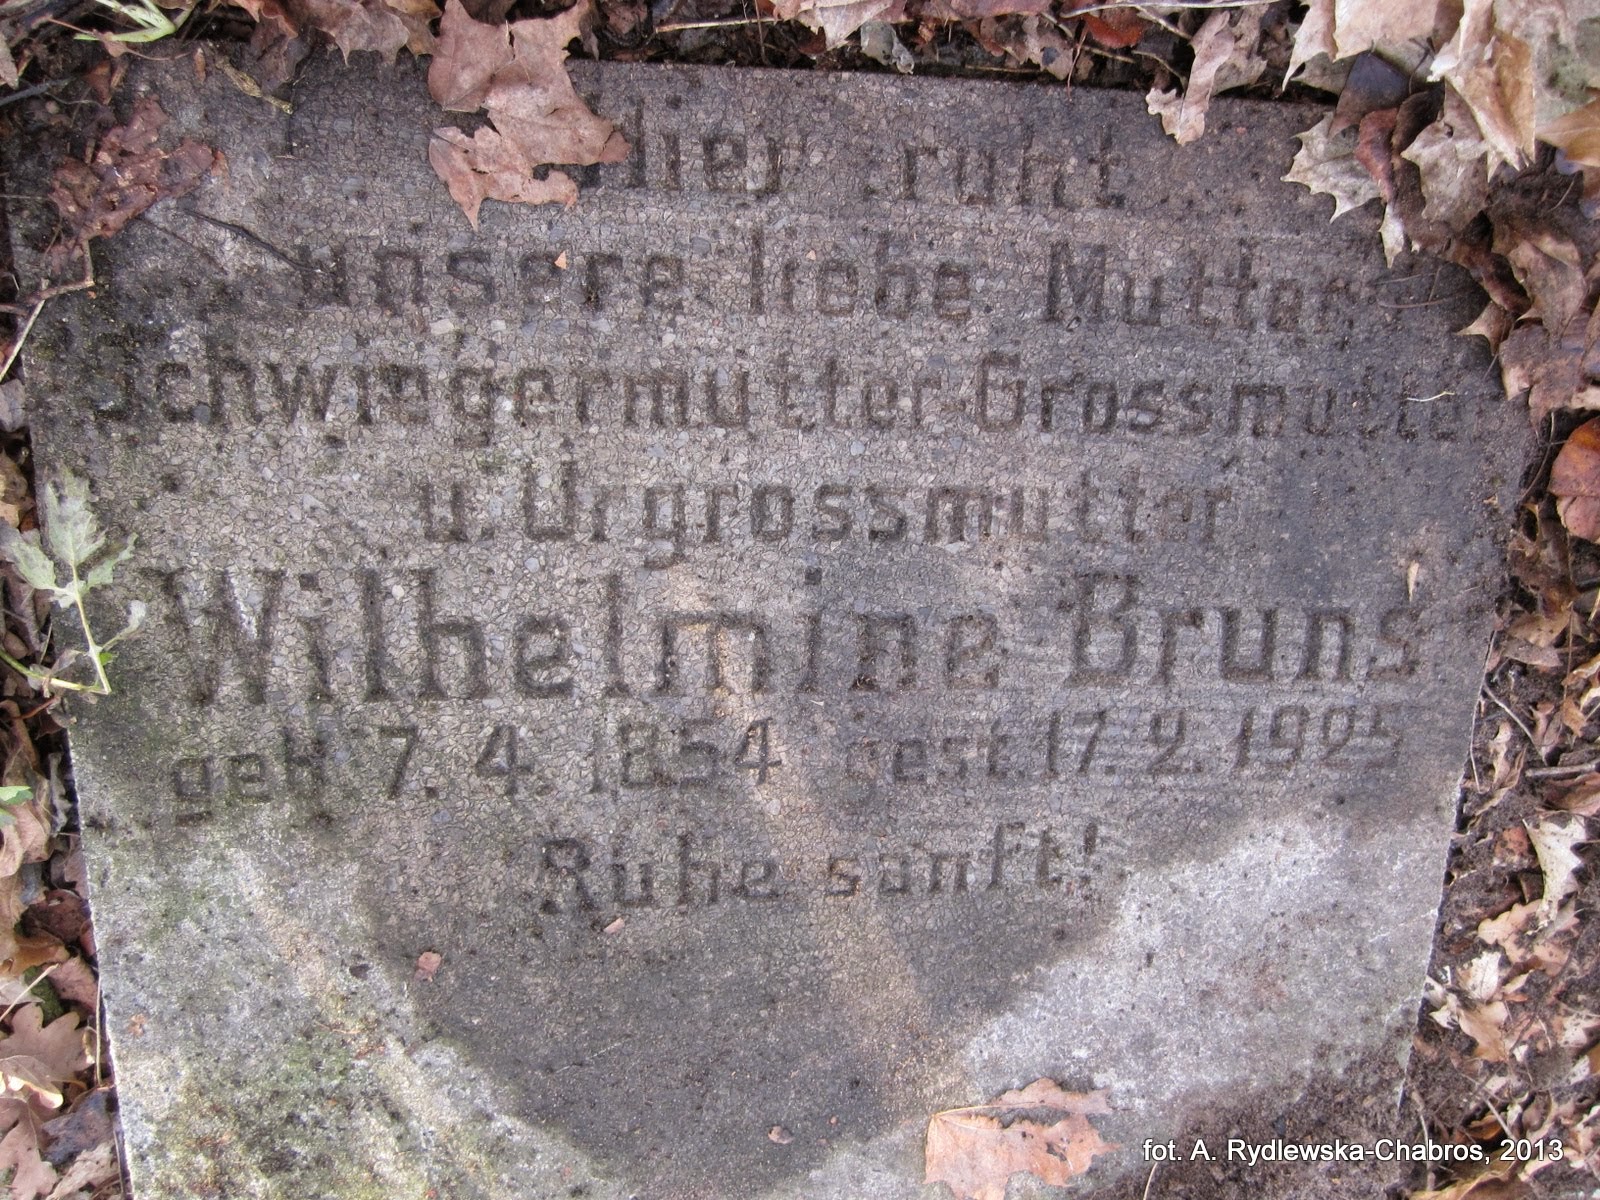 Hier ruht
unsere liebe Mutter
Schwiegermutter Grossmutter
u. Urgrossmutter
Wilhelmine Bruns
geb. 7. 4. 1854 gest. 17. 2. 1925
Ruhe sanft!
fot. A. Rydlewska-Chabros, 2013